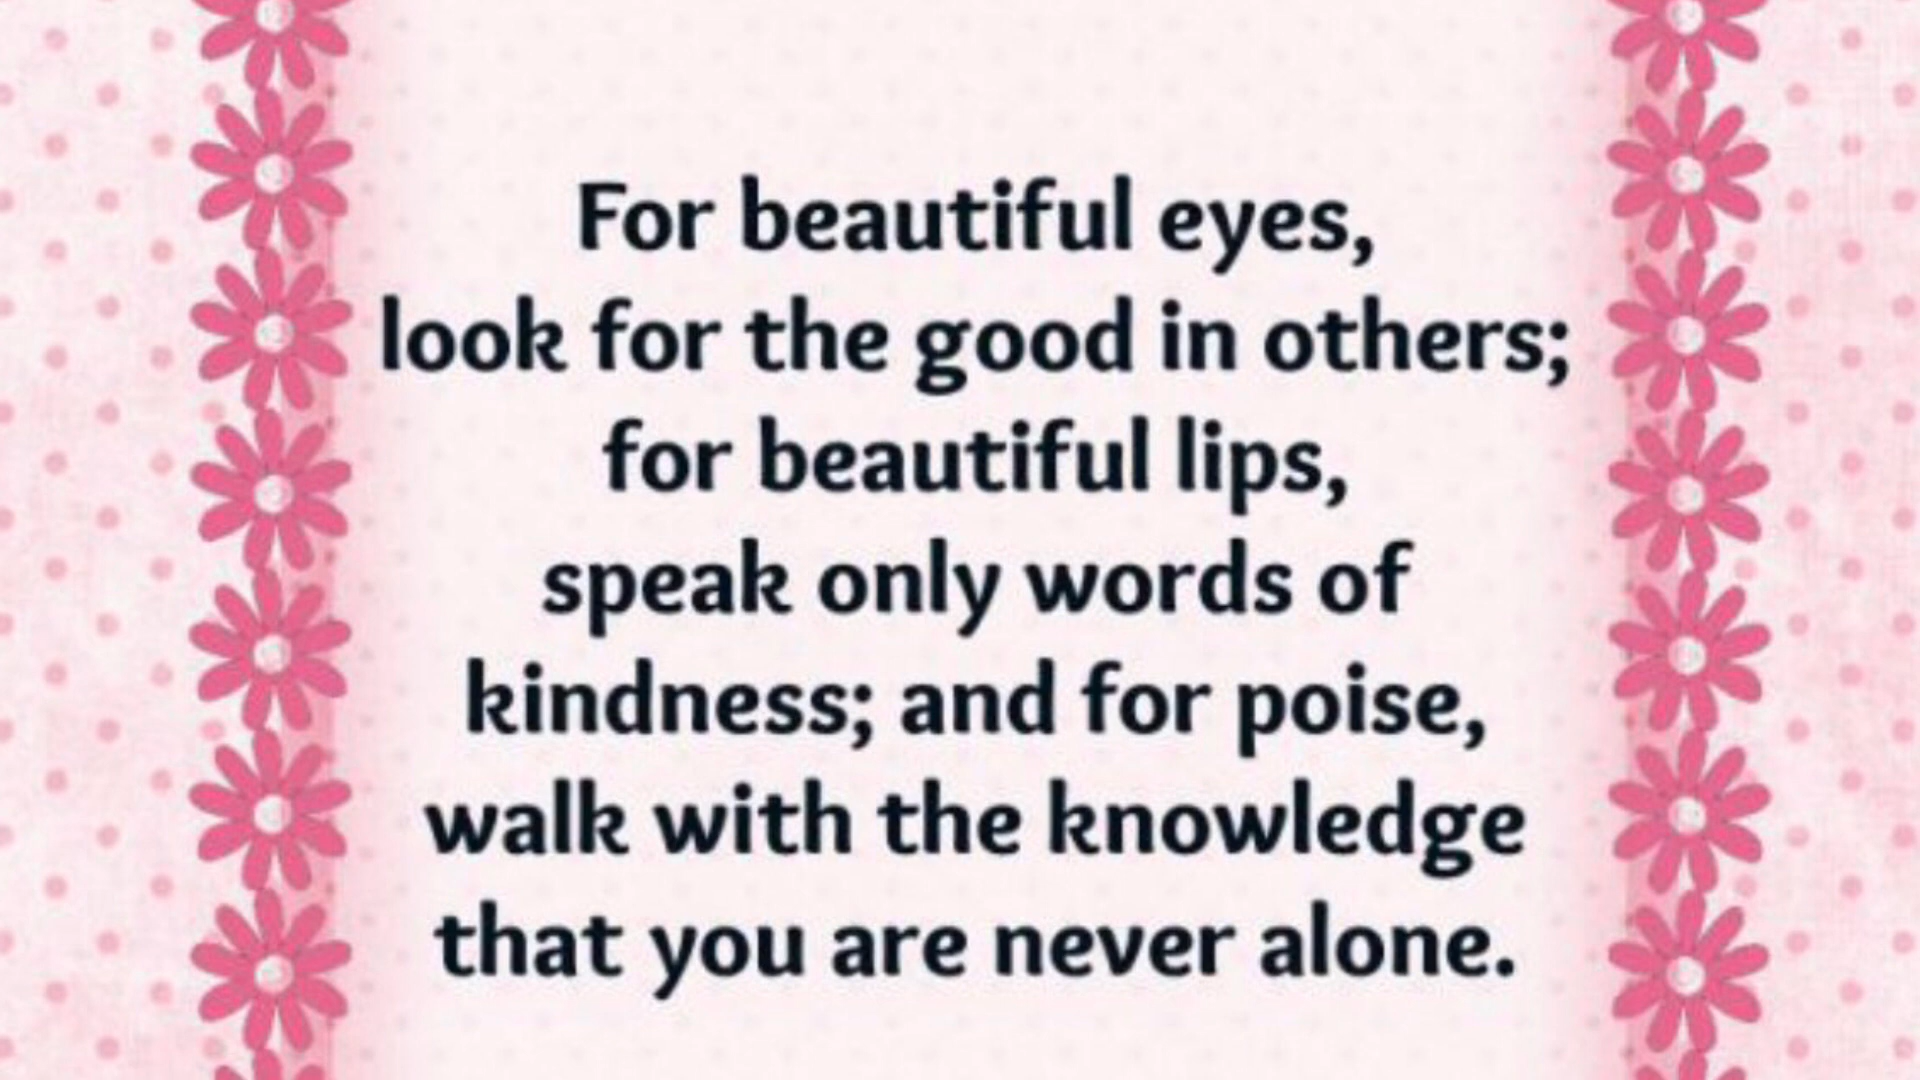 For beautiful eyes,
look for the good in others;
for beautiful lips,
speak only words of
kindness; and for poise,
walk with the knowledge
that you are never alone.